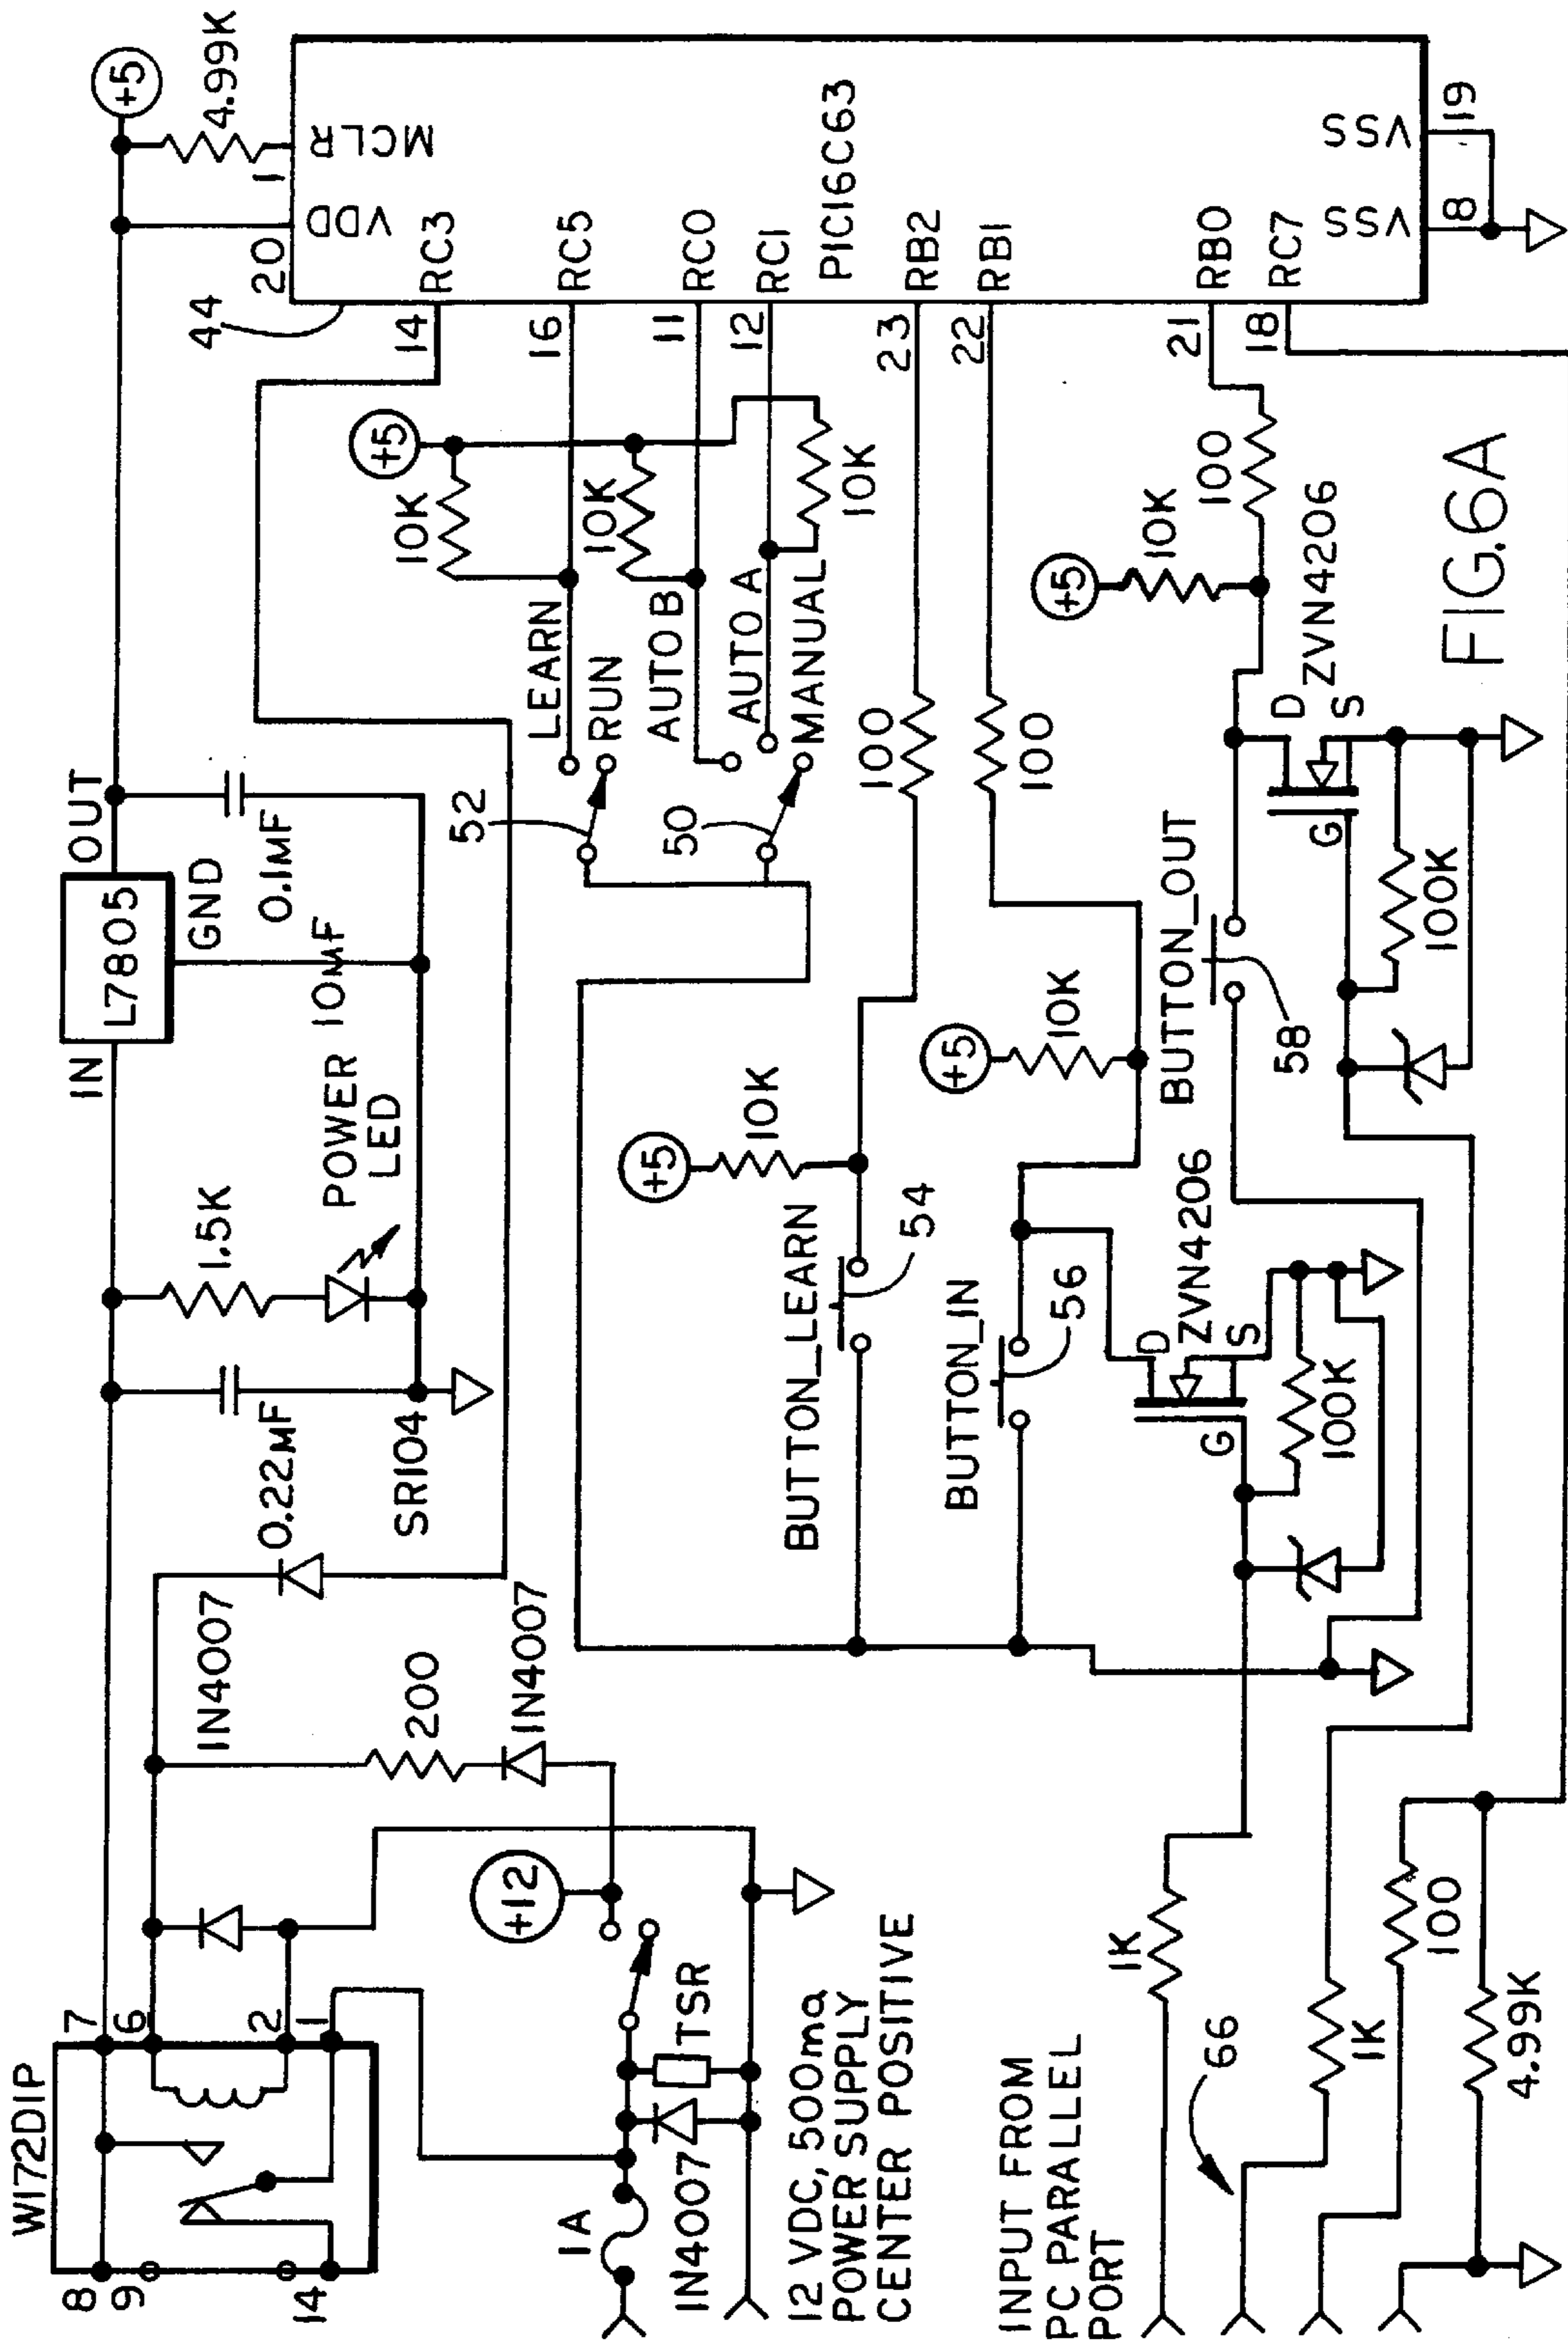 W172DIP
8
9
14
7
6
2
1
1A
1N4007
TSR
+12
12 VDC, 500ma
POWER SUPPLY
CENTER POSITIVE
200
1N4007
1N4007
0.22MF
SR104
1.5K
POWER
LED
IN
L7805
OUT
GND
10MF
0.1MF
+5
4.99K
1
MCLR
20
VDD
44
14
RC3
16
RC5
11
RC0
12
RC1
PIC16C63
23
RB2
22
RB1
21
RB0
18
RC7
VSS
8
VSS
19
+5
10K
10K
10K
LEARN
RUN
AUTO B
AUTO A
MANUAL
52
50
100
100
+5
10K
BUTTON_LEARN
54
+5
10K
BUTTON_IN
56
D
G
S
ZVN4206
100K
BUTTON_OUT
58
+5
10K
100
D
G
S
ZVN4206
100K
INPUT FROM
PC PARALLEL
PORT
66
1K
1K
100
4.99K
FIG.6A